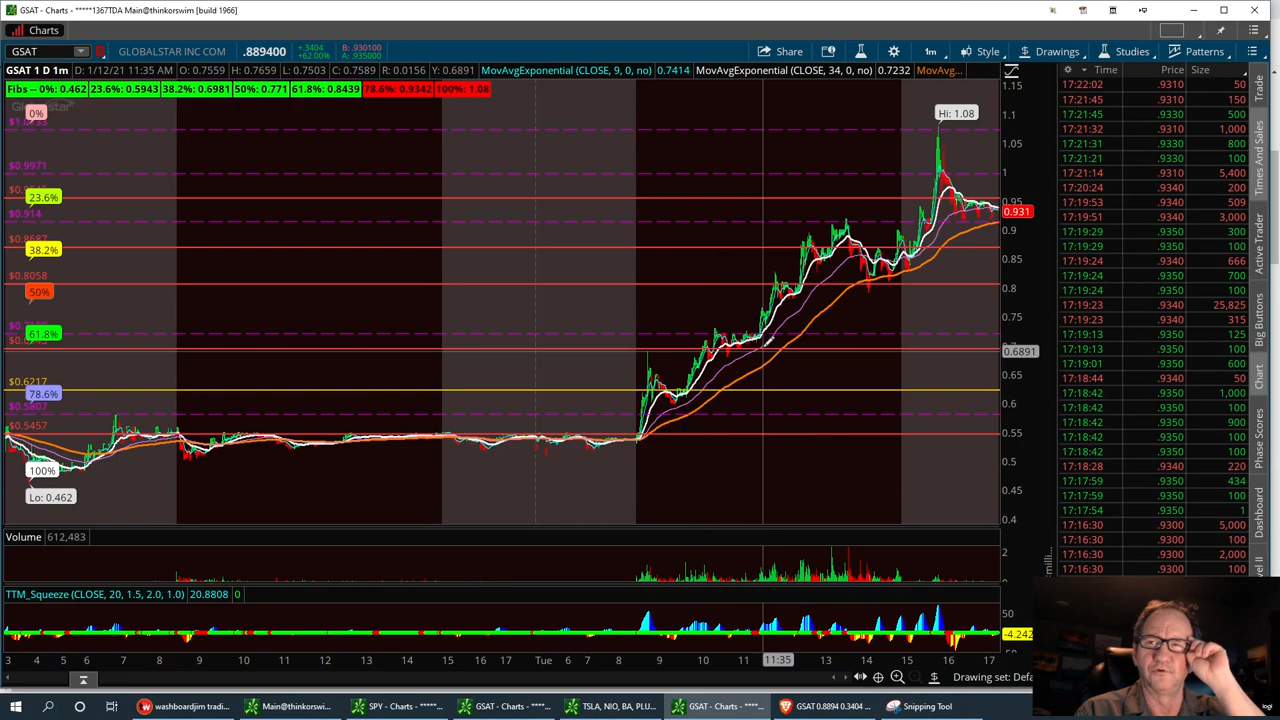 GSAT - Charts - *****1367TDA Main@thinkorswim [build 1966]
Charts
GSAT
GLOBALSTAR INC COM
.889400
+.3404
+62.00%
B: .930100
A: .935000
Share
1m
Style
Drawings
Studies
Patterns
GSAT 1 D 1m
D: 1/12/21 11:35 AM
O: 0.7559
H: 0.7659
L: 0.7503
C: 0.7589
R: 0.0156
Y: 0.6891
MovAvgExponential (CLOSE, 9, 0, no)
0.7414
MovAvgExponential (CLOSE, 34, 0, no)
0.7232
MovAvg...
Fibs -- 0%: 0.462
23.6%: 0.5943
38.2%: 0.6981
50%: 0.771
61.8%: 0.8439
78.6%: 0.9342
100%: 1.08
0%
$0.9971
23.6%
$0.914
$0.8687
38.2%
$0.8058
50%
61.8%
$0.6217
78.6%
$0.5807
$0.5457
100%
Lo: 0.462
Hi: 1.08
1.15
1.1
1.05
1
0.95
0.931
0.9
0.85
0.8
0.75
0.6891
0.65
0.6
0.55
0.5
0.45
0.4
Volume
612,483
2
TTM_Squeeze (CLOSE, 20, 1.5, 2.0, 1.0)
20.8808
0
50
-4.242
3 4 5 6 7 8 9 10 11 12 13 14 15 16 17 Tue 6 7 8 9 10 11 11:35 13 14 15 16 17
Drawing set: Defa
Time Price Size
17:22:02 .9310 50
17:21:45 .9310 150
17:21:45 .9330 500
17:21:32 .9310 1,000
17:21:31 .9330 800
17:21:21 .9330 100
17:21:14 .9310 5,400
17:20:24 .9340 200
17:19:53 .9340 509
17:19:51 .9340 3,000
17:19:29 .9350 300
17:19:29 .9350 100
17:19:24 .9340 666
17:19:24 .9350 700
17:19:24 .9350 100
17:19:23 .9340 25,825
17:19:23 .9340 315
17:19:13 .9350 125
17:19:13 .9350 100
17:19:01 .9350 600
17:18:44 .9340 50
17:18:42 .9350 1,000
17:18:42 .9350 100
17:18:42 .9350 900
17:18:42 .9350 100
17:18:42 .9350 100
17:18:28 .9340 220
17:17:59 .9350 434
17:17:59 .9350 100
17:17:54 .9350 1
17:16:30 .9300 5,000
17:16:30 .9300 100
17:16:30 .9300 2,000
17:16:30 .9300 100
Trade
Times And Sales
Active Trader
Big Buttons
Chart
Phase Scores
Dashboard
logi
washboardjim tradi...
Main@thinkorswi...
SPY - Charts - *****...
GSAT - Charts - ****...
TSLA, NIO, BA, PLU...
GSAT - Charts - ****...
GSAT 0.8894 0.3404 ...
Snipping Tool